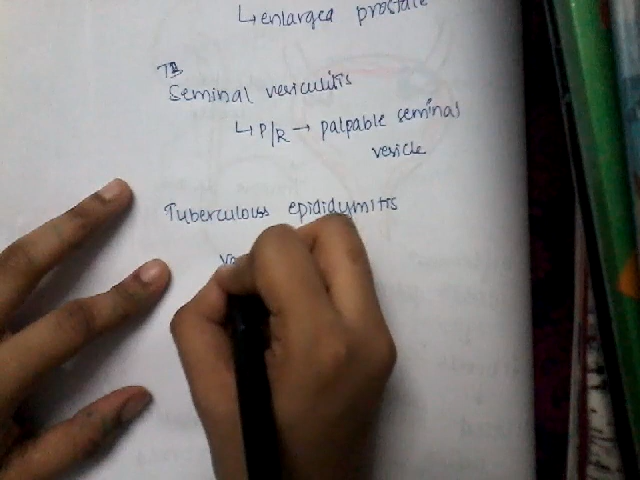 ↳ enlarged prostate
TB
Seminal vesiculitis
↳ P/R → palpable seminal
vesicle
Tuberculous epididymitis